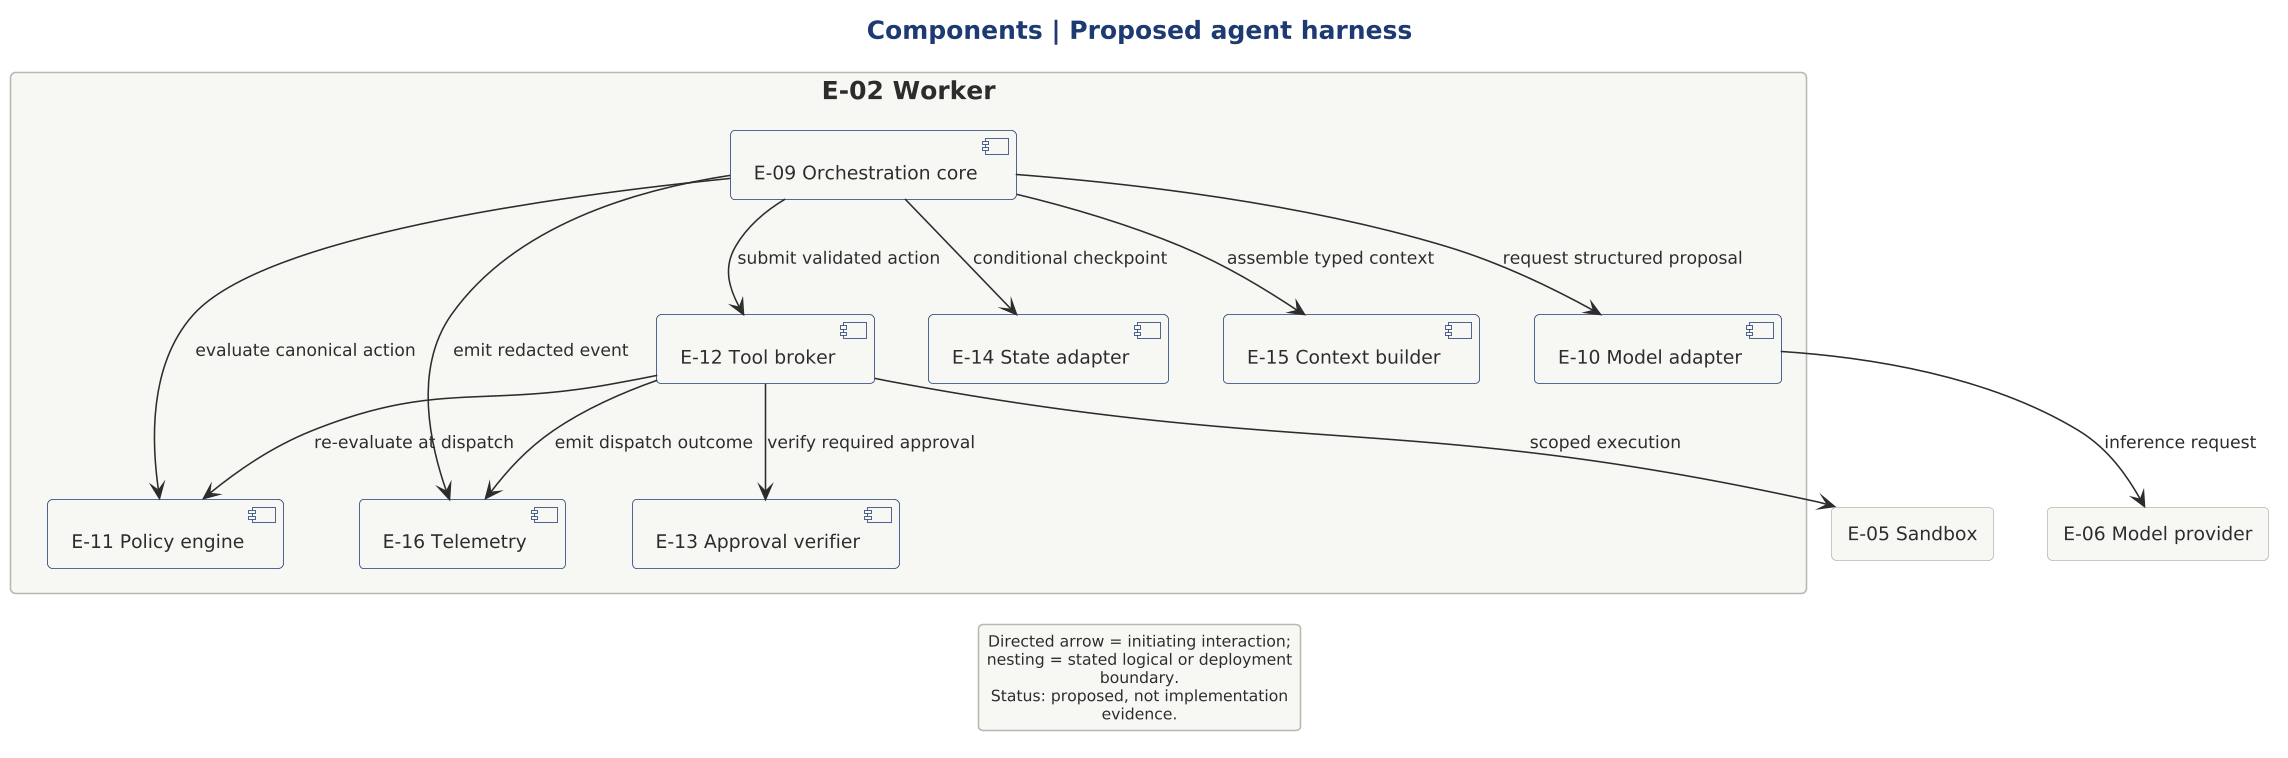 Components | Proposed agent harness
E-02 Worker
E-09 Orchestration core
submit validated action
conditional checkpoint
assemble typed context
request structured proposal
evaluate canonical action
emit redacted event
E-12 Tool broker
E-14 State adapter
E-15 Context builder
E-10 Model adapter
re-evaluate at dispatch
emit dispatch outcome
verify required approval
scoped execution
inference request
E-11 Policy engine
E-16 Telemetry
E-13 Approval verifier
E-05 Sandbox
E-06 Model provider
Directed arrow = initiating interaction;
nesting = stated logical or deployment
boundary.
Status: proposed, not implementation
evidence.